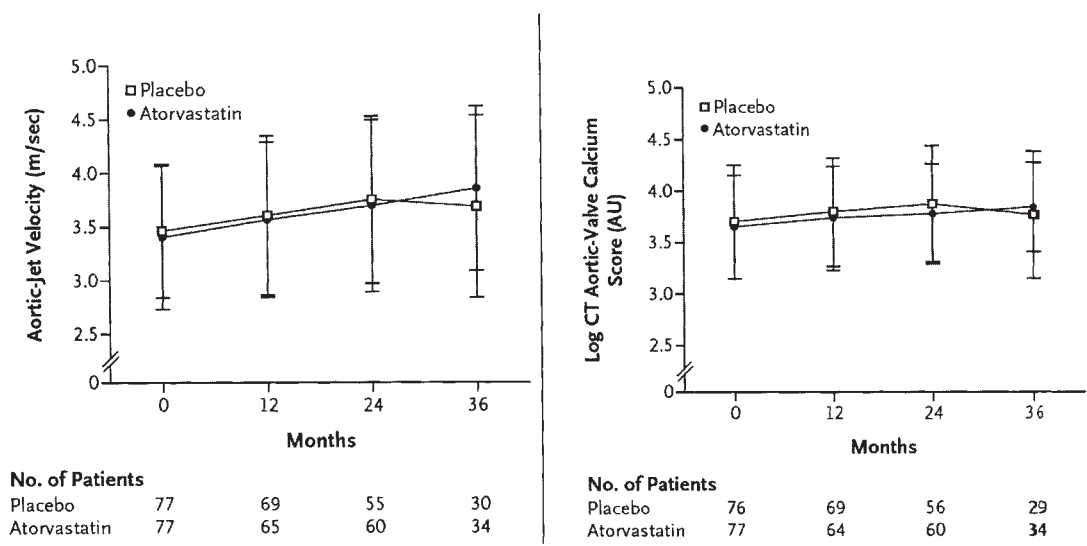 Aortic-Jet Velocity (m/sec)
5.0
4.5
4.0
3.5
3.0
2.5
0
Placebo
Atorvastatin
0 12 24 36
Months
No. of Patients
Placebo 77 69 55 30
Atorvastatin 77 65 60 34
Log CT Aortic-Valve Calcium
Score (AU)
5.0
4.5
4.0
3.5
3.0
2.5
0
Placebo
Atorvastatin
0 12 24 36
Months
No. of Patients
Placebo 76 69 56 29
Atorvastatin 77 64 60 34